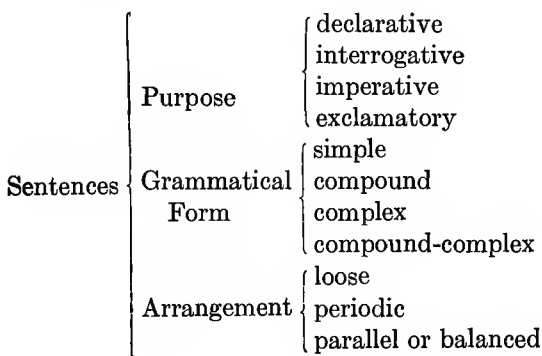 declarative
interrogative
Purpose
imperative
exclamatory
simple
Sentences
Grammatical
compound
Form
complex
compound-complex
loose
Arrangement
periodic
parallel or balanced